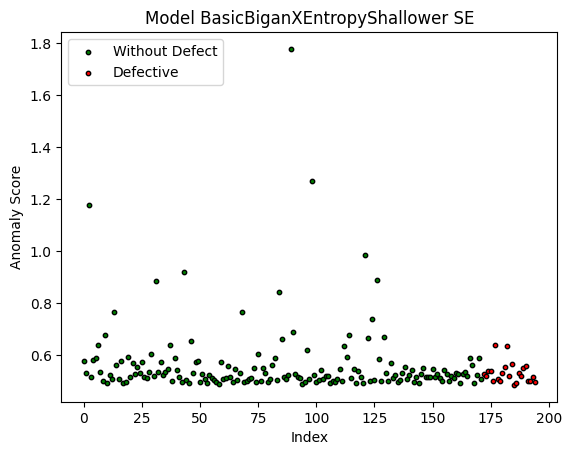 Model BasicBiganXEntropyShallower SE
Without Defect
Defective
Anomaly Score
1.8
1.6
1.4
1.2
1.0
0.8
0.6
0 25 50 75 100 125 150 175 200
Index